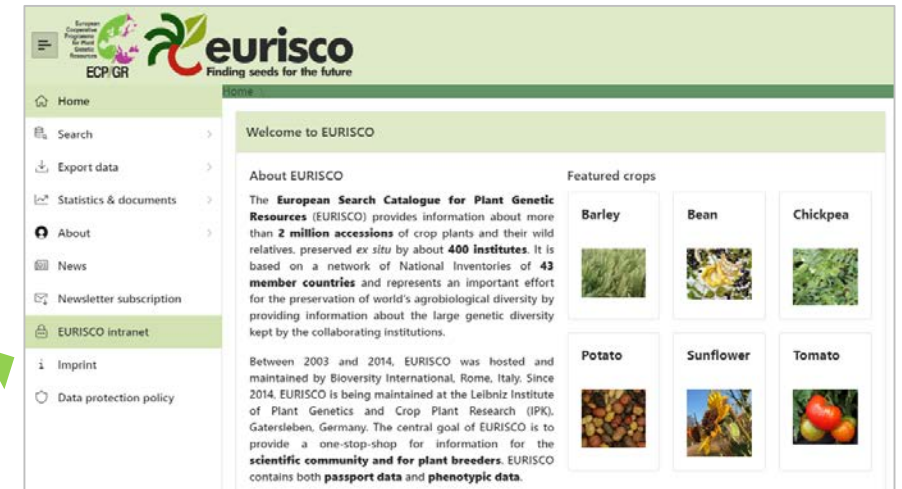 European
Cooperative
Programme
for Plant
Genetic
Resources
ECP/GR
eurisco
Finding seeds for the future
Home
Home
Search
Export data
Statistics & documents
About
News
Newsletter subscription
EURISCO intranet
Imprint
Data protection policy
Welcome to EURISCO
About EURISCO
The European Search Catalogue for Plant Genetic
Resources (EURISCO) provides information about more
than 2 million accessions of crop plants and their wild
relatives, preserved ex situ by about 400 institutes. It is
based on a network of National Inventories of 43
member countries and represents an important effort
for the preservation of world's agrobiological diversity by
providing information about the large genetic diversity
kept by the collaborating institutions.
Between 2003 and 2014, EURISCO was hosted and
maintained by Bioversity International, Rome, Italy. Since
2014, EURISCO is being maintained at the Leibniz Institute
of Plant Genetics and Crop Plant Research (IPK),
Gatersleben, Germany. The central goal of EURISCO is to
provide a one-stop-shop for information for the
scientific community and for plant breeders. EURISCO
contains both passport data and phenotypic data.
Featured crops
Barley
Bean
Chickpea
Potato
Sunflower
Tomato